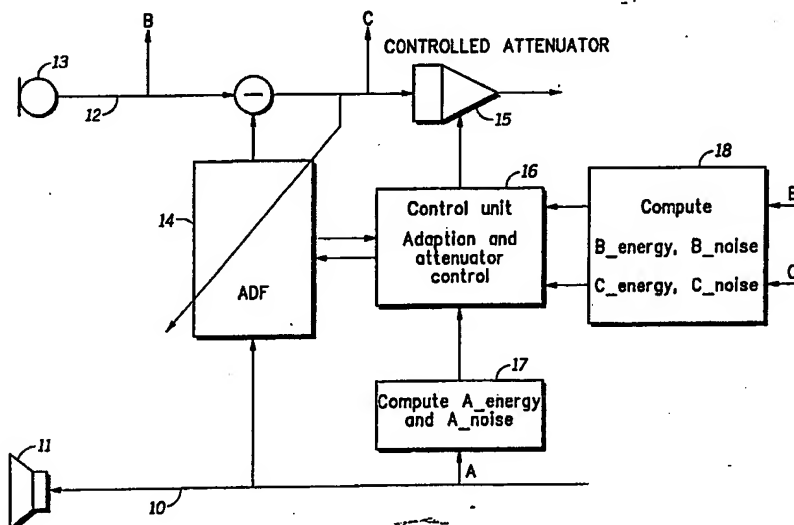 B
C
CONTROLLED ATTENUATOR
13
12
−
15
18
16
14
Control unit
Adaption and
attenuator
control
Compute
B_energy, B_noise
C_energy, C_noise
ADF
17
Compute A_energy
and A_noise
11
A
10